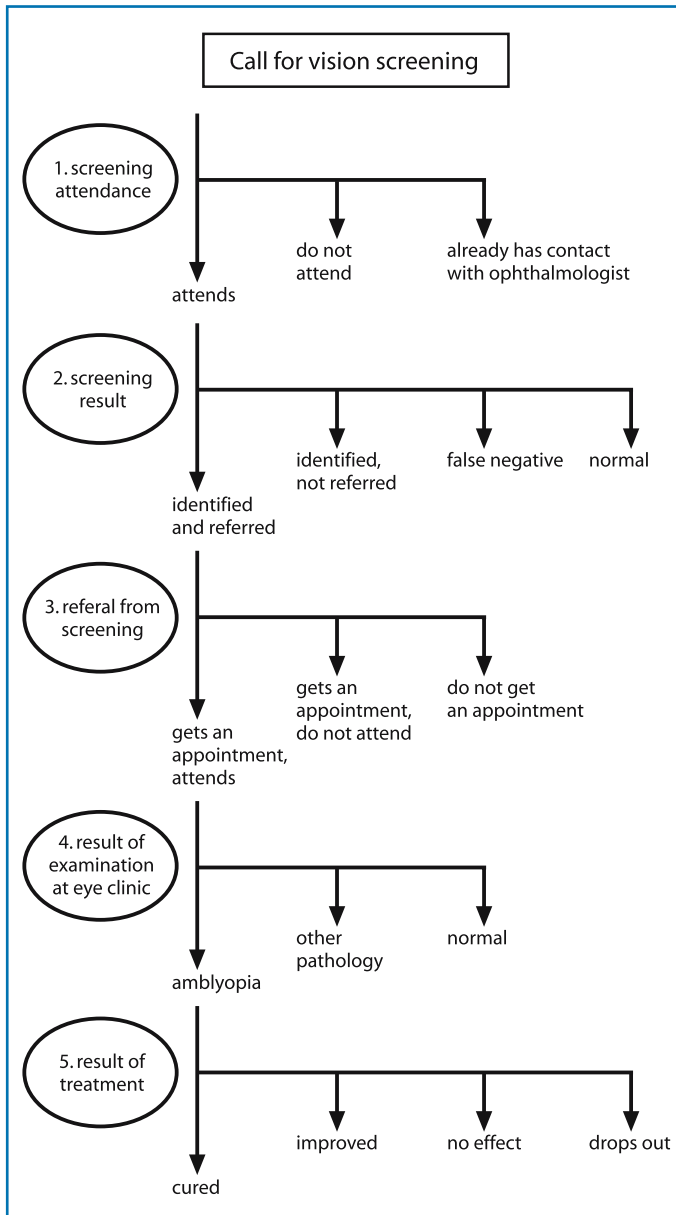 Call for vision screening
1. screening
attendance
do not
attend
already has contact
with ophthalmologist
attends
2. screening
result
identified,
not referred
false negative
normal
identified
and referred
3. referal from
screening
gets an
appointment,
do not attend
do not get
an appointment
gets an
appointment,
attends
4. result of
examination
at eye clinic
other
pathology
normal
amblyopia
5. result of
treatment
improved
no effect
drops out
cured